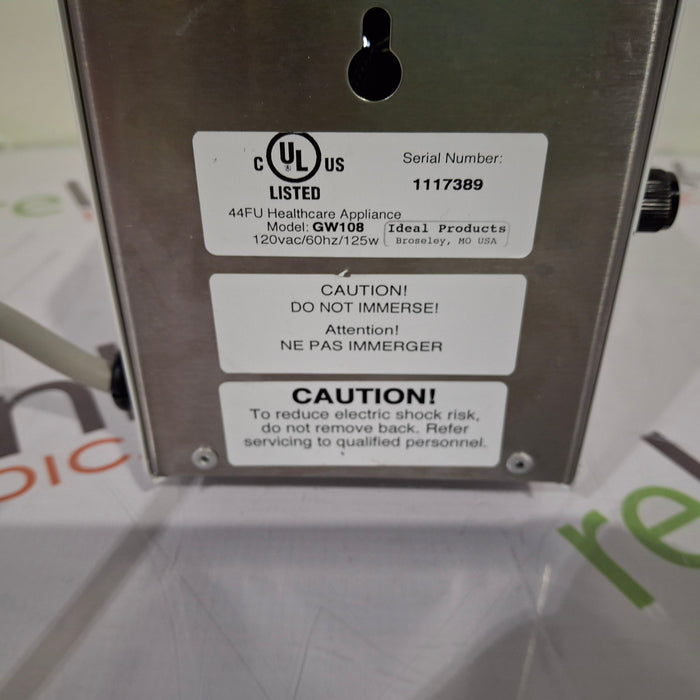 C UL US
LISTED
Serial Number:
1117389
44FU Healthcare Appliance
Model: GW108
120vac/60hz/125w
Ideal Products
Broseley, MO USA
CAUTION!
DO NOT IMMERSE!
Attention!
NE PAS IMMERGER
CAUTION!
To reduce electric shock risk,
do not remove back. Refer
servicing to qualified personnel.
re